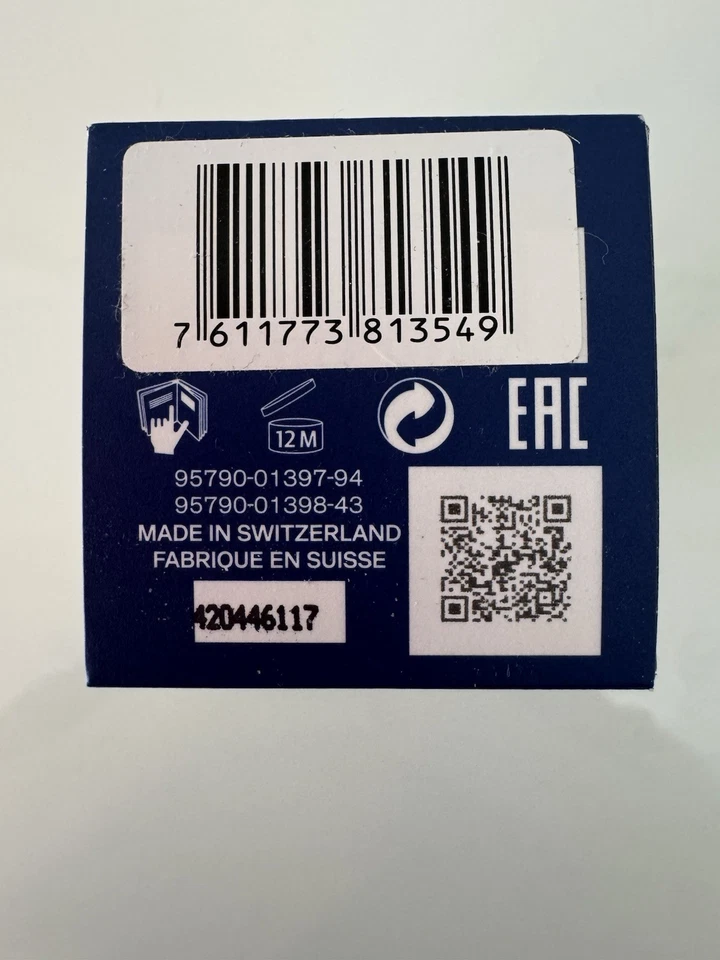 7 611773 813549
12M
EAC
95790-01397-94
95790-01398-43
MADE IN SWITZERLAND
FABRIQUE EN SUISSE
420446117